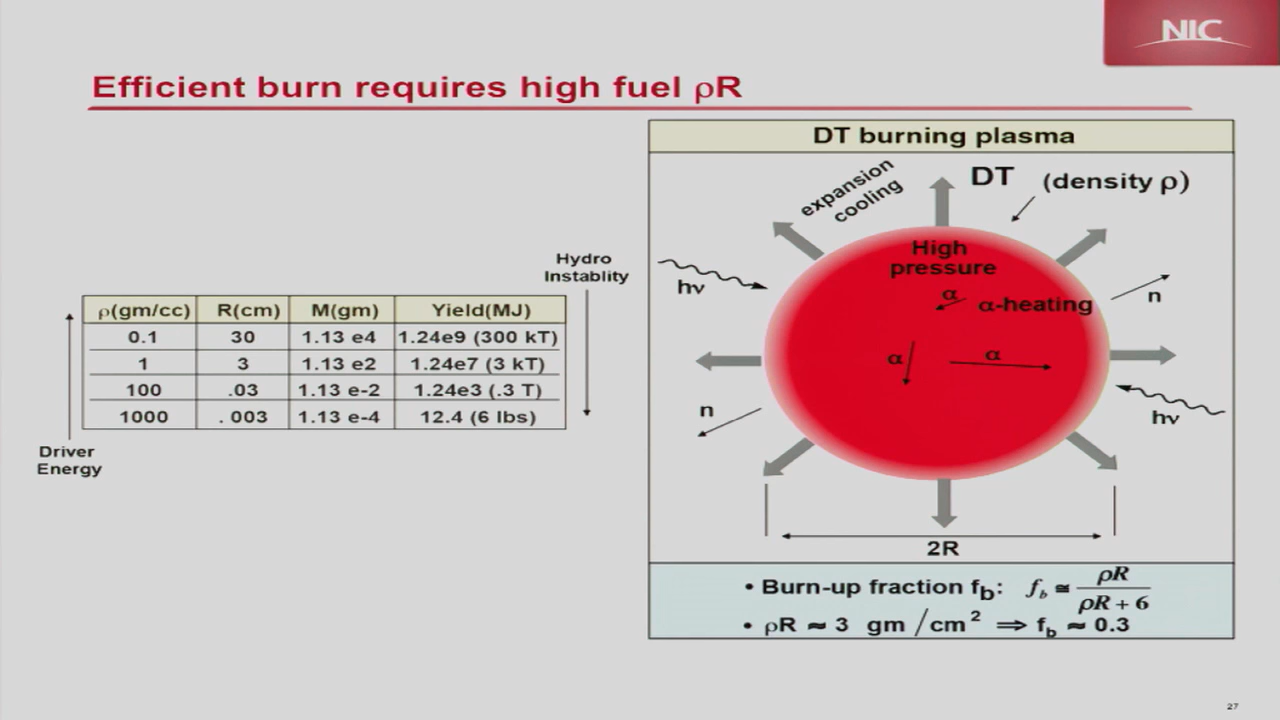 NIC
Efficient burn requires high fuel ρR
Hydro
Instablity
ρ(gm/cc) R(cm) M(gm) Yield(MJ)
0.1 30 1.13 e4 1.24e9 (300 kT)
1 3 1.13 e2 1.24e7 (3 kT)
100 .03 1.13 e-2 1.24e3 (.3 T)
1000 . 003 1.13 e-4 12.4 (6 lbs)
Driver
Energy
DT burning plasma
expansion
cooling
DT (density ρ)
High
pressure
hν
α α-heating
n
α α
n
hν
2R
• Burn-up fraction fb: fb ≅ ρR / ρR + 6
• ρR ≈ 3 gm /cm² ⇒ fb ≈ 0.3
27